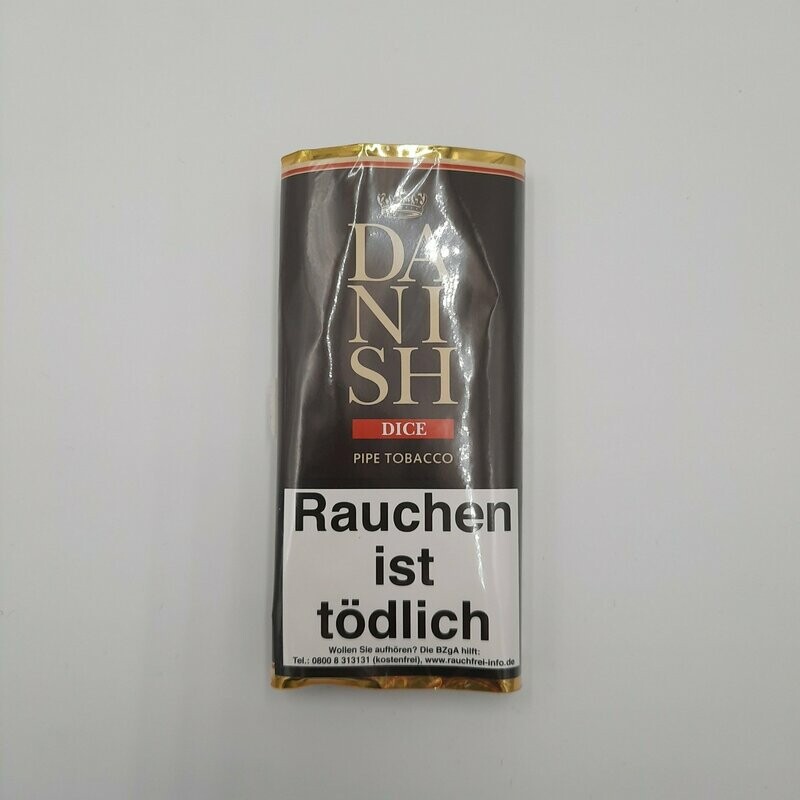 DA
NI
SH
DICE
PIPE TOBACCO
Rauchen
ist
tödlich
Wollen Sie aufhören? Die BZgA hilft:
Tel.: 0800 8 313131 (kostenfrei), www.rauchfrei-info.de